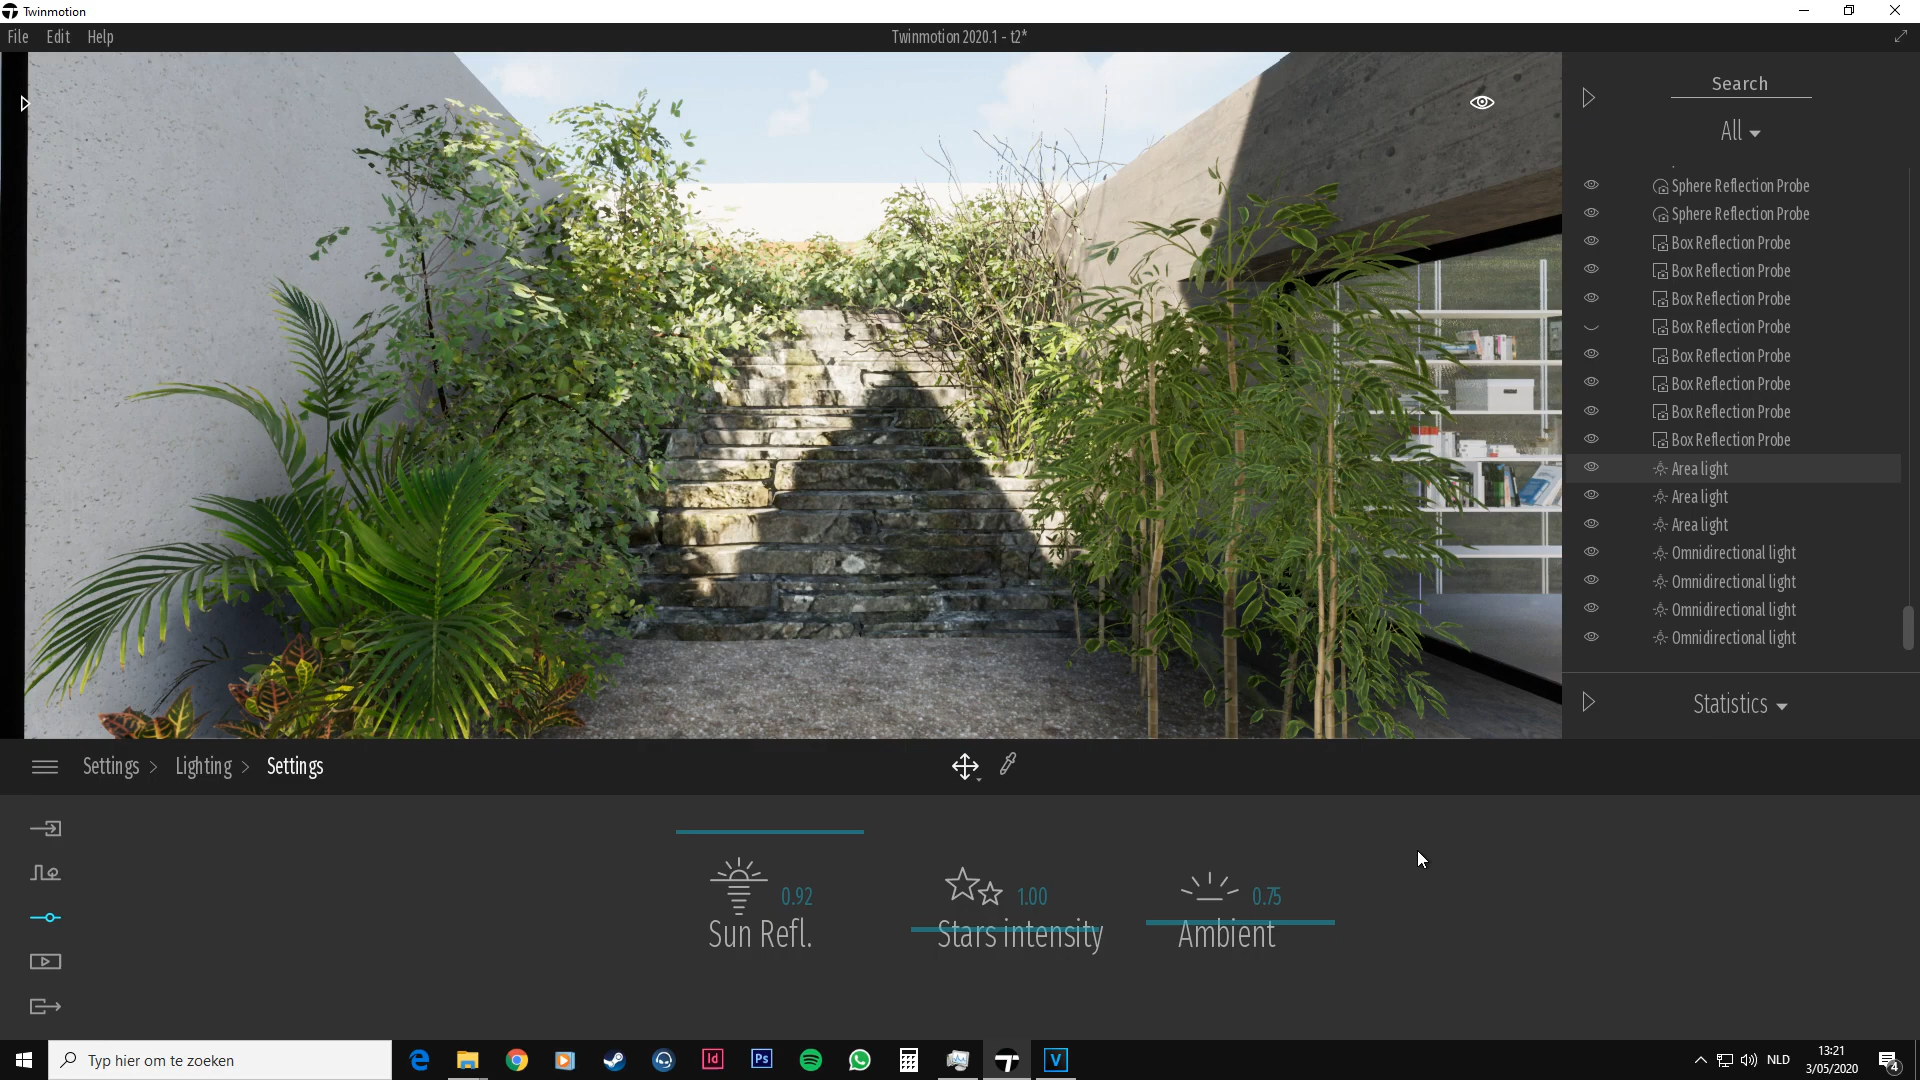 Twinmotion
File Edit Help
Twinmotion 2020.1 - t2*
Search
All
Sphere Reflection Probe
Sphere Reflection Probe
Box Reflection Probe
Box Reflection Probe
Box Reflection Probe
Box Reflection Probe
Box Reflection Probe
Box Reflection Probe
Box Reflection Probe
Box Reflection Probe
Area light
Area light
Area light
Omnidirectional light
Omnidirectional light
Omnidirectional light
Omnidirectional light
Statistics
Settings > Lighting > Settings
0.92
Sun Refl.
1.00
Stars intensity
0.75
Ambient
Typ hier om te zoeken
Id
Ps
V
NLD
13:21
3/05/2020
4